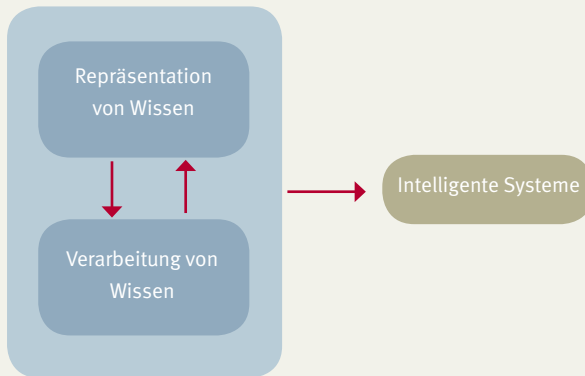 Repräsentation
von Wissen
Verarbeitung von
Wissen
Intelligente Systeme